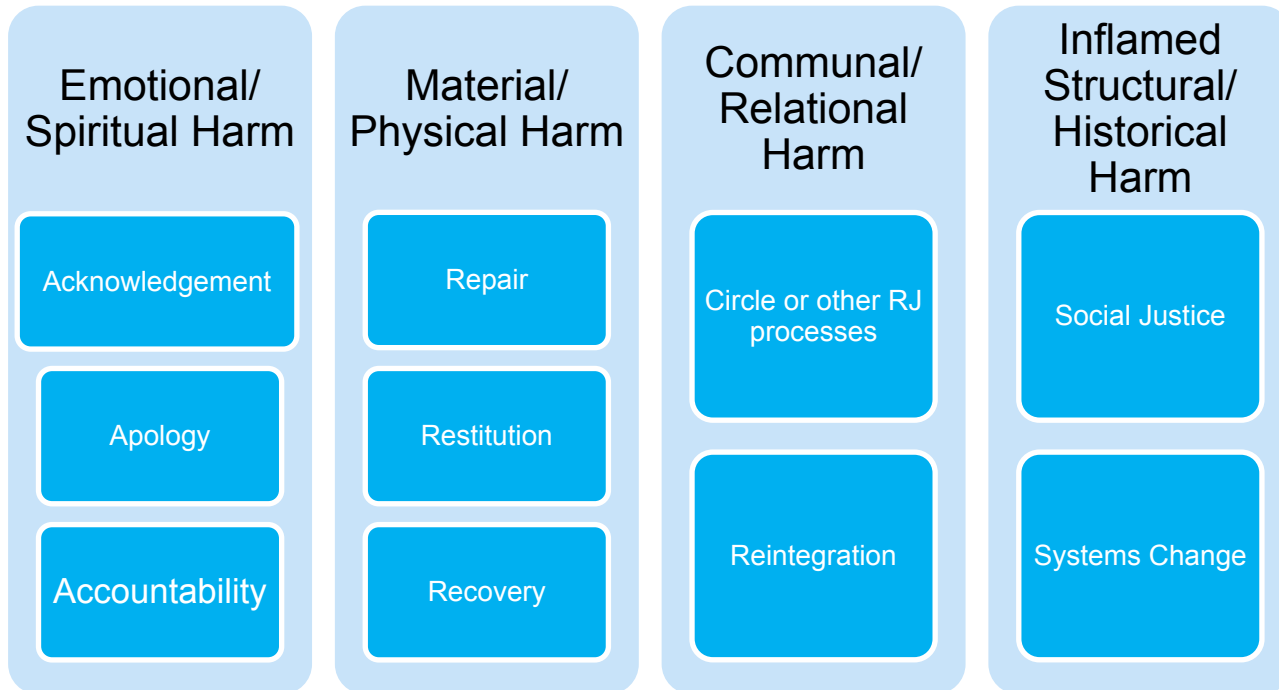 Emotional/
Spiritual Harm
Acknowledgement
Apology
Accountability
Material/
Physical Harm
Repair
Restitution
Recovery
Communal/
Relational
Harm
Circle or other RJ
processes
Reintegration
Inflamed
Structural/
Historical
Harm
Social Justice
Systems Change